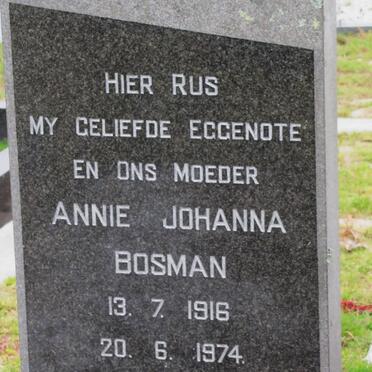 HIER RUS
MY GELIEFDE EGGENOTE
EN ONS MOEDER
ANNIE JOHANNA
BOSMAN
13. 7. 1916
20. 6. 1974.